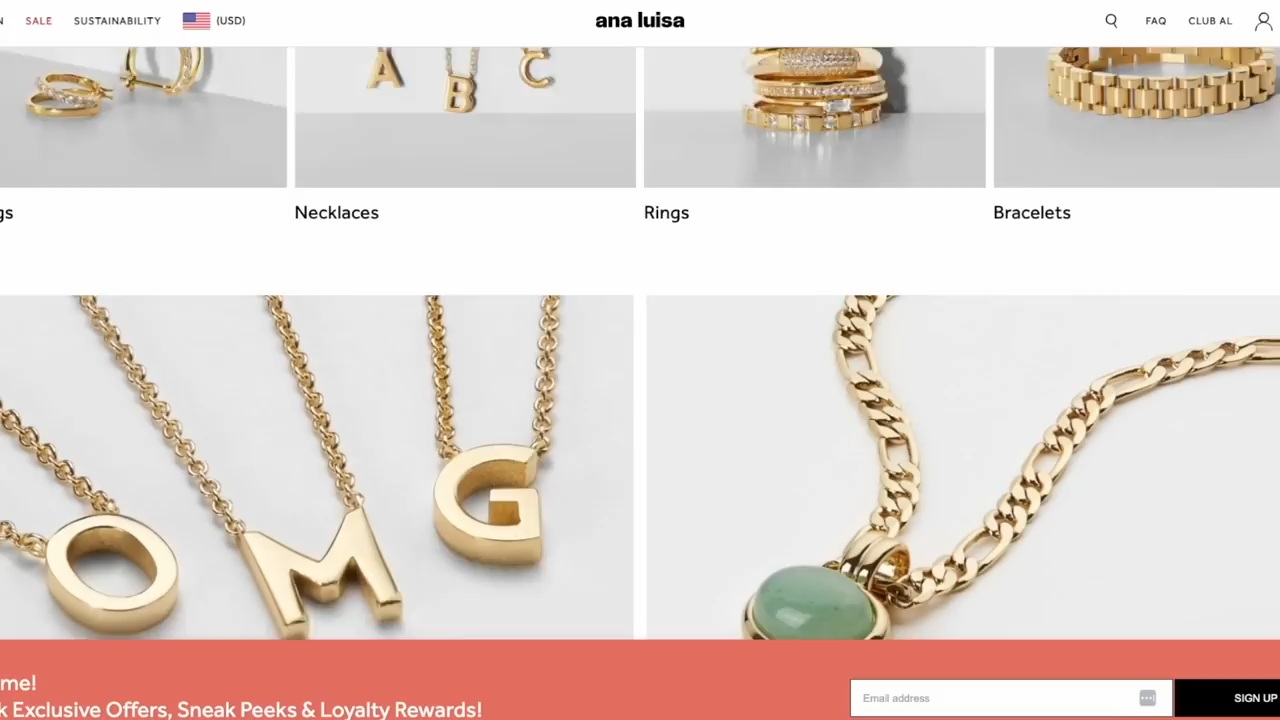 SALE SUSTAINABILITY (USD) ana luisa FAQ CLUB AL
A B C
Necklaces Rings Bracelets
O M G
me!
Exclusive Offers, Sneak Peeks & Loyalty Rewards!
Email address SIGN UP